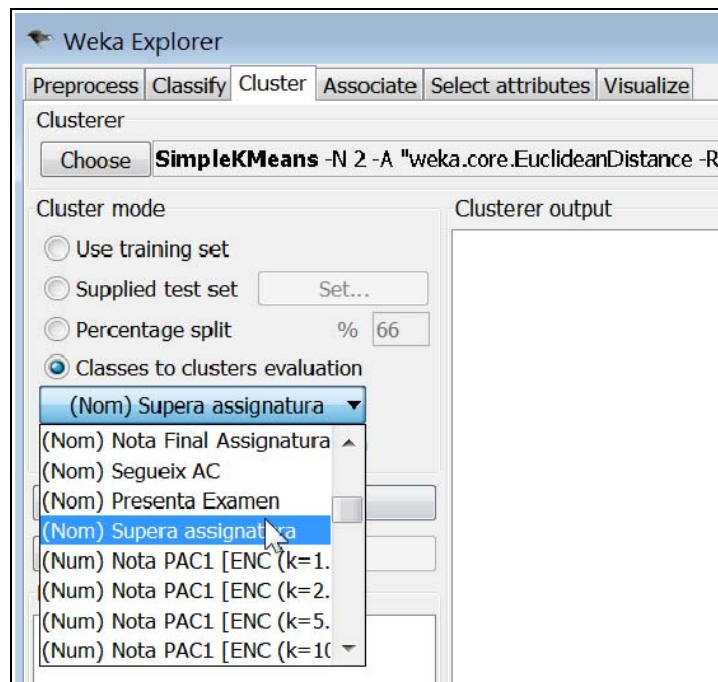 Weka Explorer
Preprocess Classify Cluster Associate Select attributes Visualize
Clusterer
Choose SimpleKMeans -N 2 -A "weka.core.EuclideanDistance -R
Cluster mode
Clusterer output
Use training set
Supplied test set Set...
Percentage split % 66
Classes to clusters evaluation
(Nom) Supera assignatura
(Nom) Nota Final Assignatura
(Nom) Segueix AC
(Nom) Presenta Examen
(Nom) Supera assignatura
(Num) Nota PAC1 [ENC (k=1.
(Num) Nota PAC1 [ENC (k=2.
(Num) Nota PAC1 [ENC (k=5.
(Num) Nota PAC1 [ENC (k=10